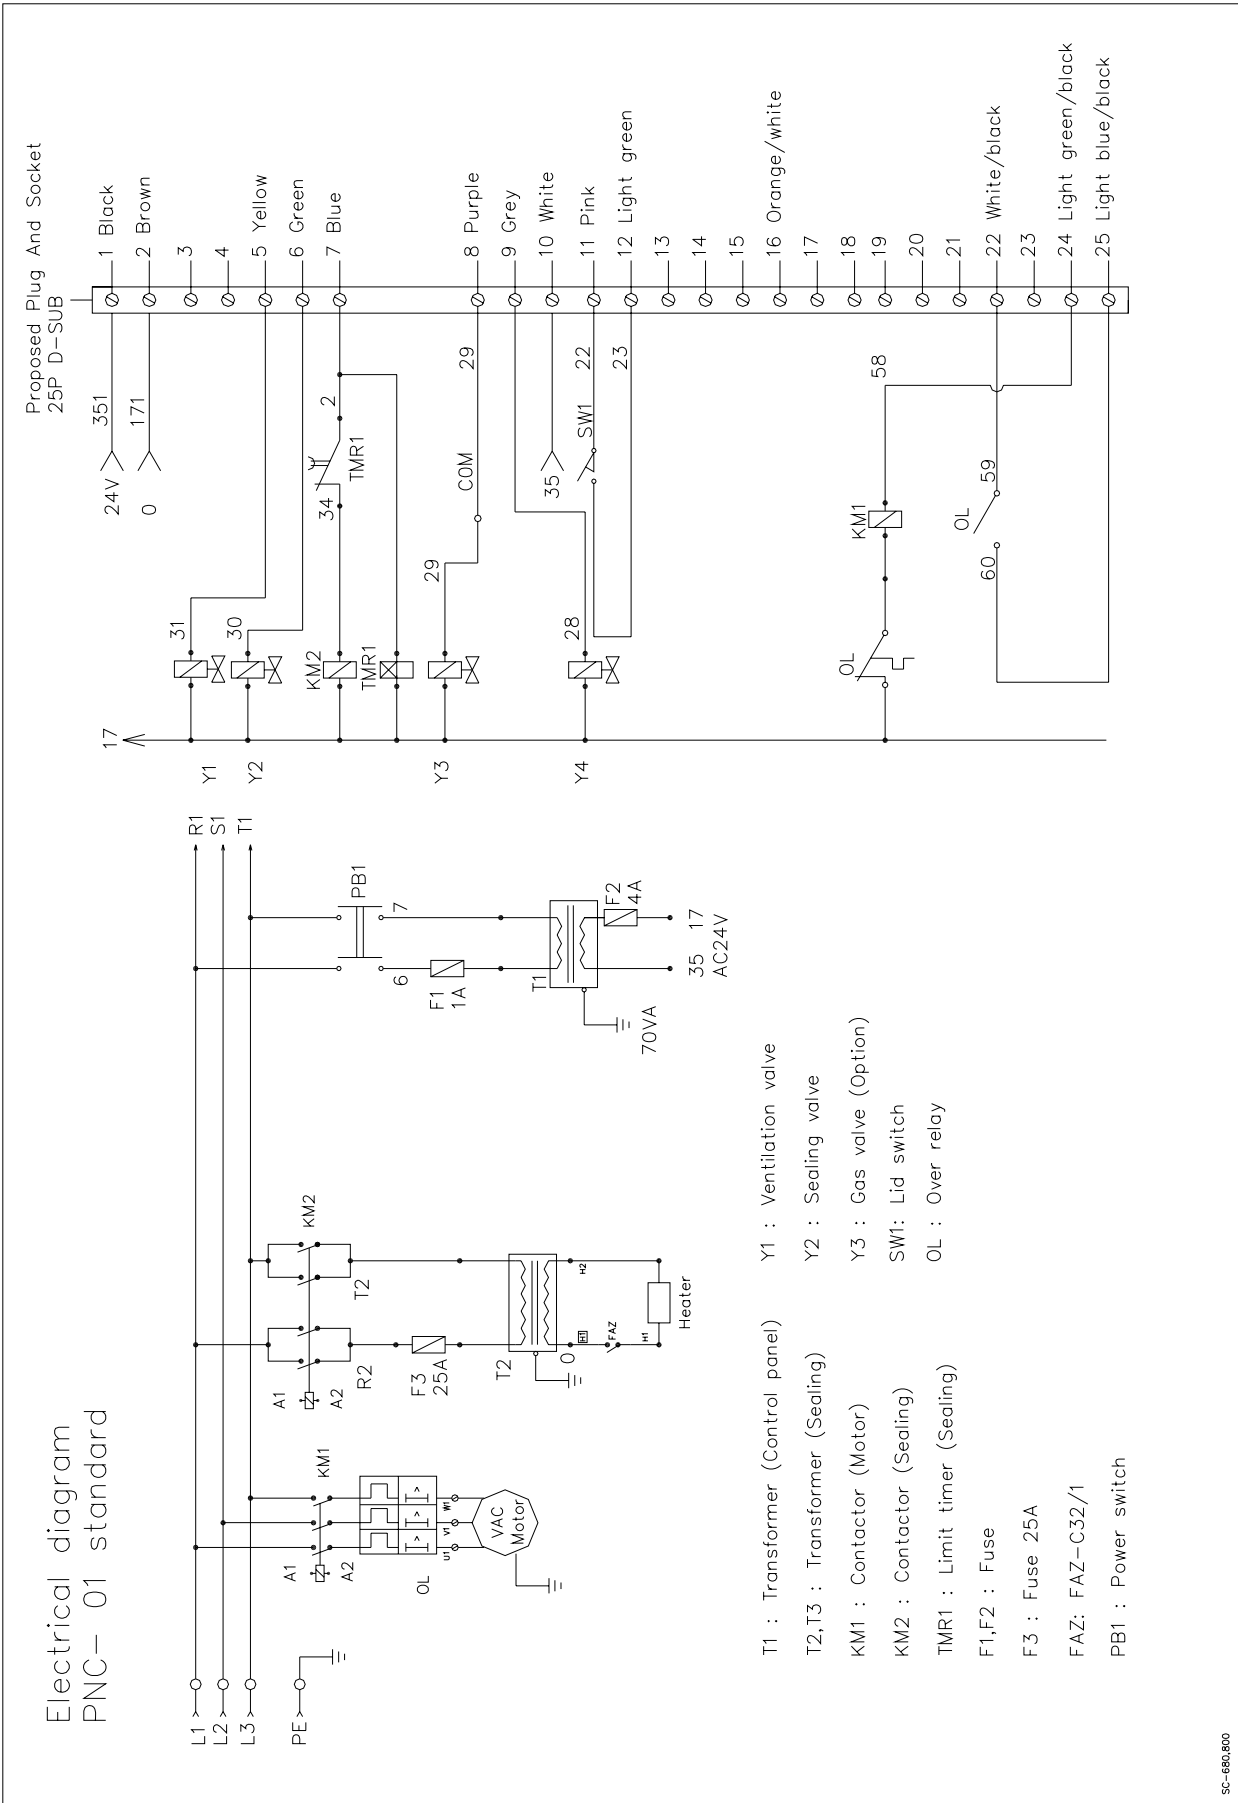 Electrical diagram
PNC- 01 standard
L1
L2
L3
PE
R1
S1
T1
A1
A2
KM1
OL
U1
V1
W1
VAC
Motor
A1
A2
KM2
R2
T2
F3
25A
T2
0
H1
FAZ
H1
H2
Heater
PB1
6
7
F1
1A
T1
F2
4A
70VA
35 17
AC24V
T1 : Transformer (Control panel)
T2,T3 : Transformer (Sealing)
KM1 : Contactor (Motor)
KM2 : Contactor (Sealing)
TMR1 : Limit timer (Sealing)
F1,F2 : Fuse
F3 : Fuse 25A
FAZ: FAZ-C32/1
PB1 : Power switch
Y1 : Ventilation valve
Y2 : Sealing valve
Y3 : Gas valve (Option)
SW1: Lid switch
OL : Over relay
Proposed Plug And Socket
25P D-SUB
17
24V
351
1 Black
0
171
2 Brown
3
4
Y1
31
5 Yellow
Y2
30
6 Green
KM2
34
TMR1
2
7 Blue
TMR1
Y3
29
COM
29
8 Purple
Y4
28
9 Grey
35
10 White
SW1
22
11 Pink
23
12 Light green
13
14
15
16 Orange/white
17
18
OL
KM1
58
19
20
21
60
OL
59
22 White/black
23
24 Light green/black
25 Light blue/black
SC-680,800